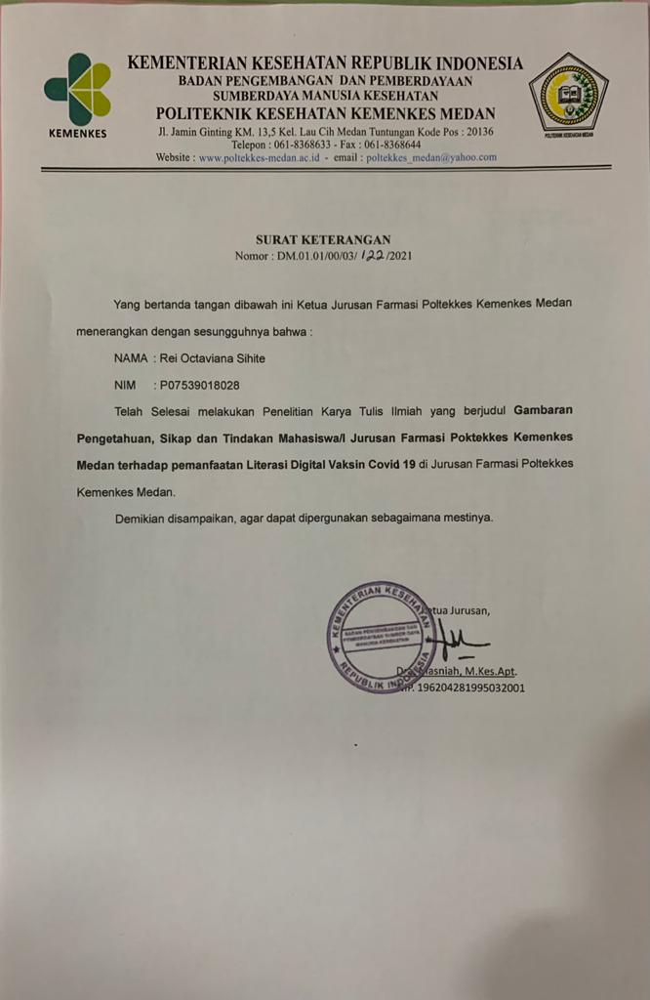 KEMENTERIAN KESEHATAN REPUBLIK INDONESIA
BADAN PENGEMBANGAN DAN PEMBERDAYAAN
SUMBERDAYA MANUSIA KESEHATAN
POLITEKNIK KESEHATAN KEMENKES MEDAN
Jl. Jamin Ginting KM. 13,5 Kel. Lau Cih Medan Tuntungan Kode Pos : 20136
Telepon : 061-8368633 - Fax : 061-8368644
Website : www.poltekkes-medan.ac.id - email : poltekkes_medan@yahoo.com
KEMENKES
POLITEKNIK KESEHATAN MEDAN
SURAT KETERANGAN
Nomor : DM.01.01/00/03/ 122 /2021
Yang bertanda tangan dibawah ini Ketua Jurusan Farmasi Poltekkes Kemenkes Medan
menerangkan dengan sesungguhnya bahwa :
NAMA : Rei Octaviana Sihite
NIM : P07539018028
Telah Selesai melakukan Penelitian Karya Tulis Ilmiah yang berjudul Gambaran
Pengetahuan, Sikap dan Tindakan Mahasiswa/I Jurusan Farmasi Poktekkes Kemenkes
Medan terhadap pemanfaatan Literasi Digital Vaksin Covid 19 di Jurusan Farmasi Poltekkes
Kemenkes Medan.
Demikian disampaikan, agar dapat dipergunakan sebagaimana mestinya.
Ketua Jurusan,
KEMENTERIAN KESEHATAN
BADAN PENGEMBANGAN DAN
PEMBERDAYAAN SUMBER DAYA
MANUSIA KESEHATAN
REPUBLIK INDONESIA
Masniah, M.Kes.Apt.
NIP. 196204281995032001